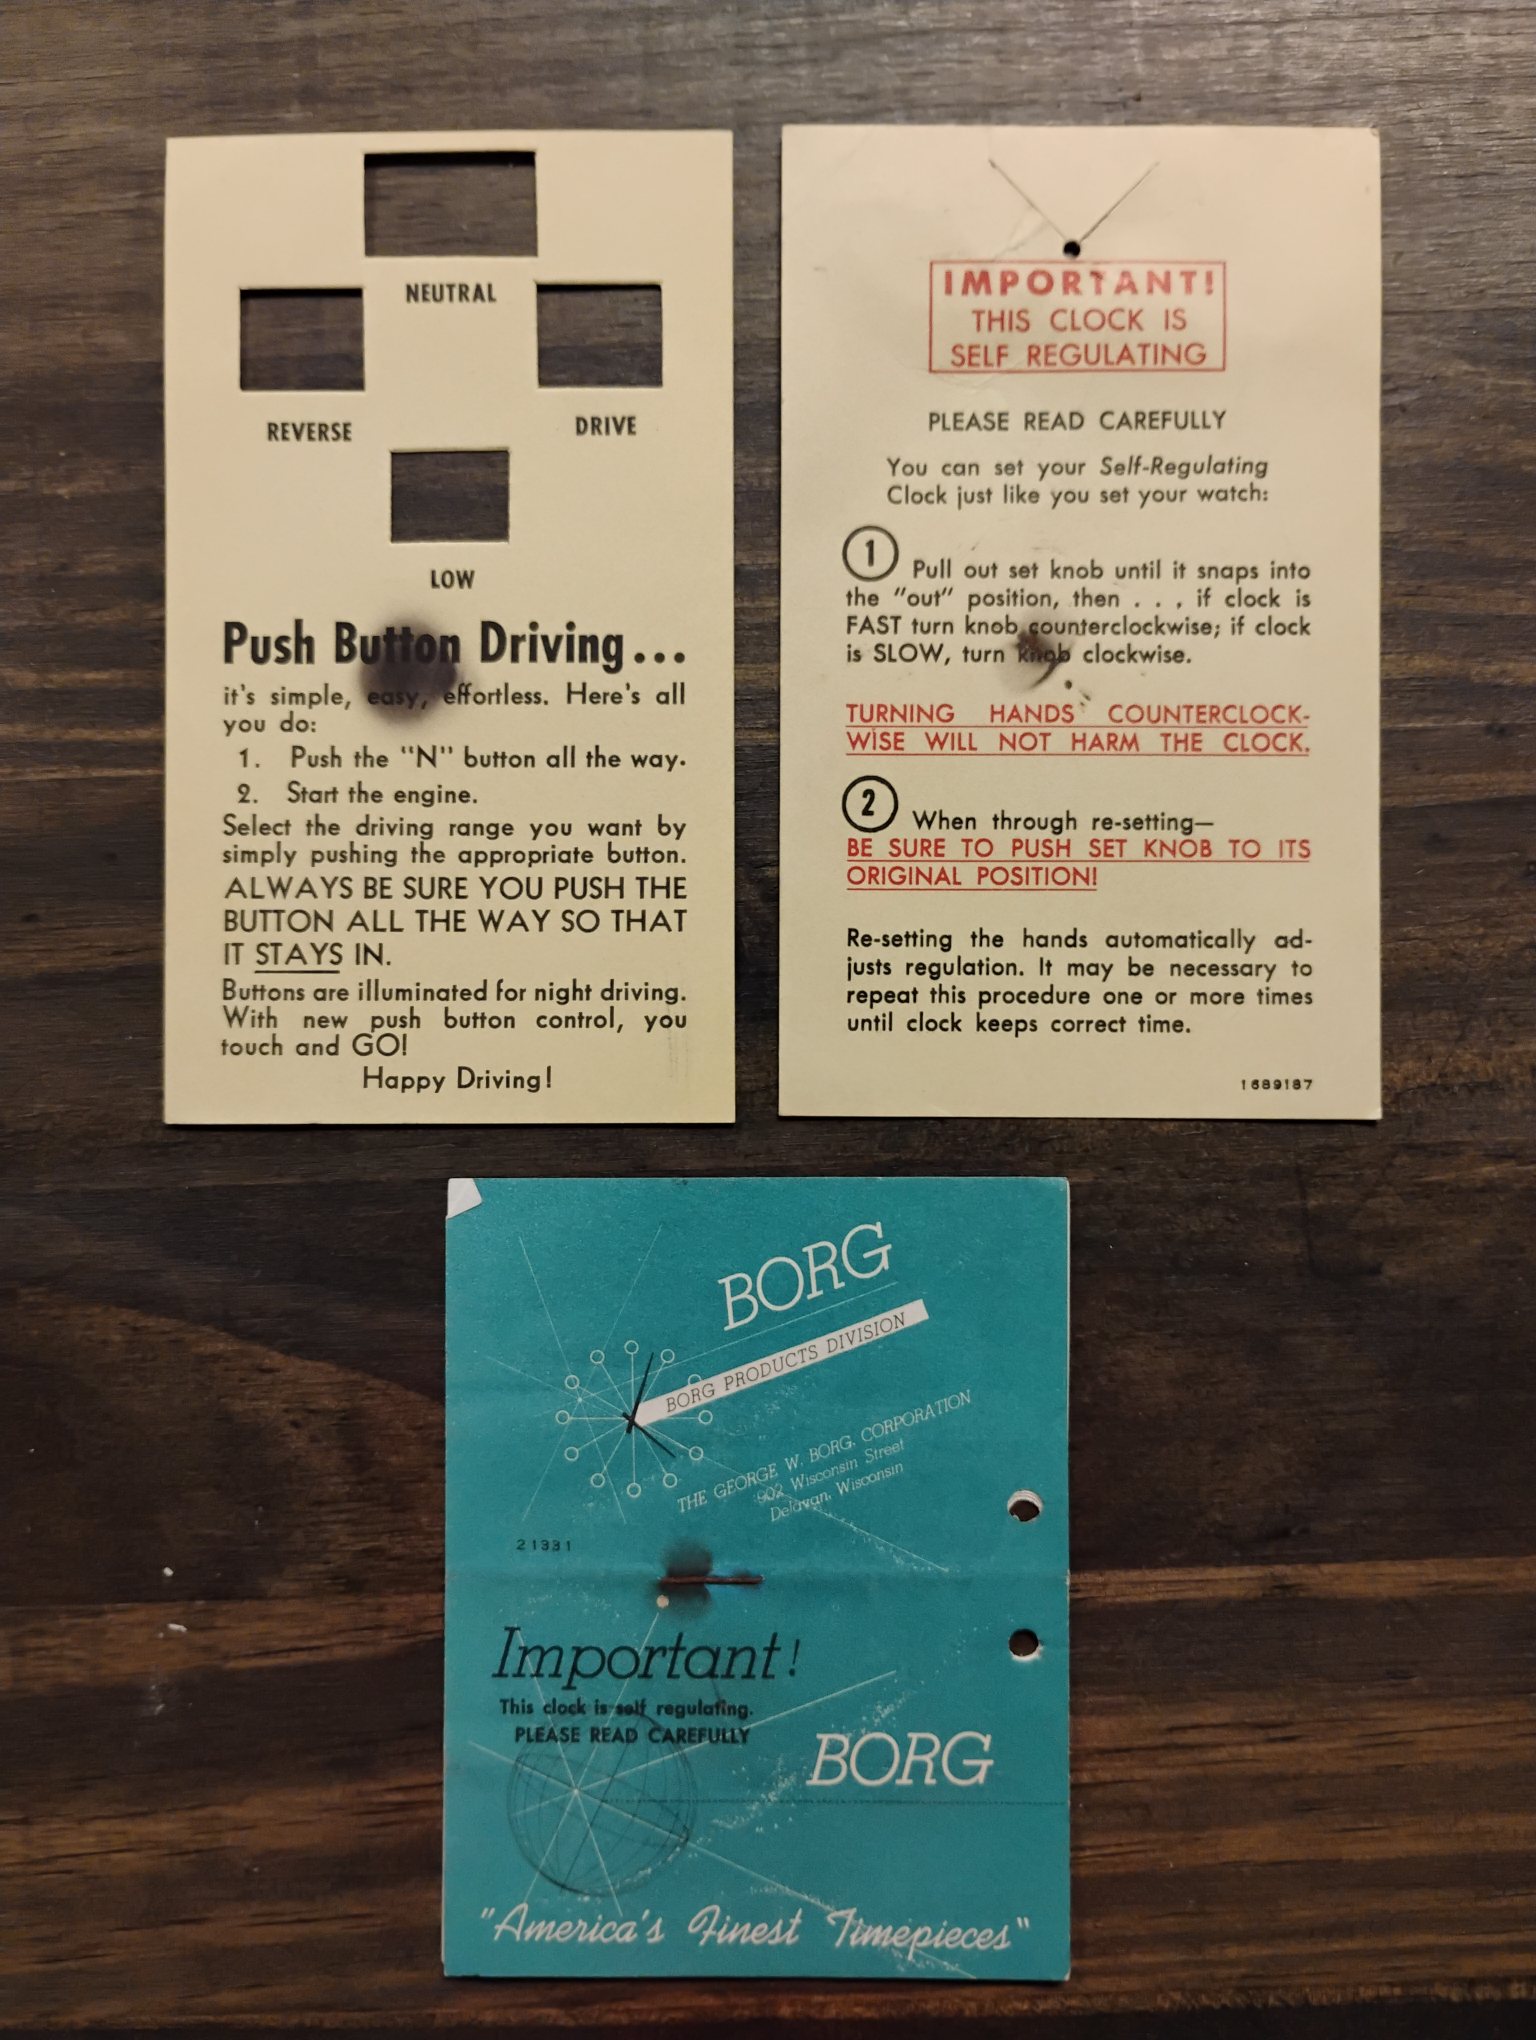 NEUTRAL
REVERSE
DRIVE
LOW
Push Button Driving...
it's simple, easy, effortless. Here's all
you do:
1. Push the "N" button all the way.
2. Start the engine.
Select the driving range you want by
simply pushing the appropriate button.
ALWAYS BE SURE YOU PUSH THE
BUTTON ALL THE WAY SO THAT
IT STAYS IN.
Buttons are illuminated for night driving.
With new push button control, you
touch and GO!
Happy Driving!
IMPORTANT!
THIS CLOCK IS
SELF REGULATING
PLEASE READ CAREFULLY
You can set your Self-Regulating
Clock just like you set your watch:
1 Pull out set knob until it snaps into
the "out" position, then . . . if clock is
FAST turn knob counterclockwise; if clock
is SLOW, turn knob clockwise.
TURNING HANDS COUNTERCLOCK-
WISE WILL NOT HARM THE CLOCK.
2 When through re-setting—
BE SURE TO PUSH SET KNOB TO ITS
ORIGINAL POSITION!
Re-setting the hands automatically ad-
justs regulation. It may be necessary to
repeat this procedure one or more times
until clock keeps correct time.
1689187
BORG
BORG PRODUCTS DIVISION
THE GEORGE W. BORG. CORPORATION
902 Wisconsin Street
Delavan, Wisconsin
21331
Important!
This clock is self regulating.
PLEASE READ CAREFULLY
BORG
"America's Finest Timepieces"